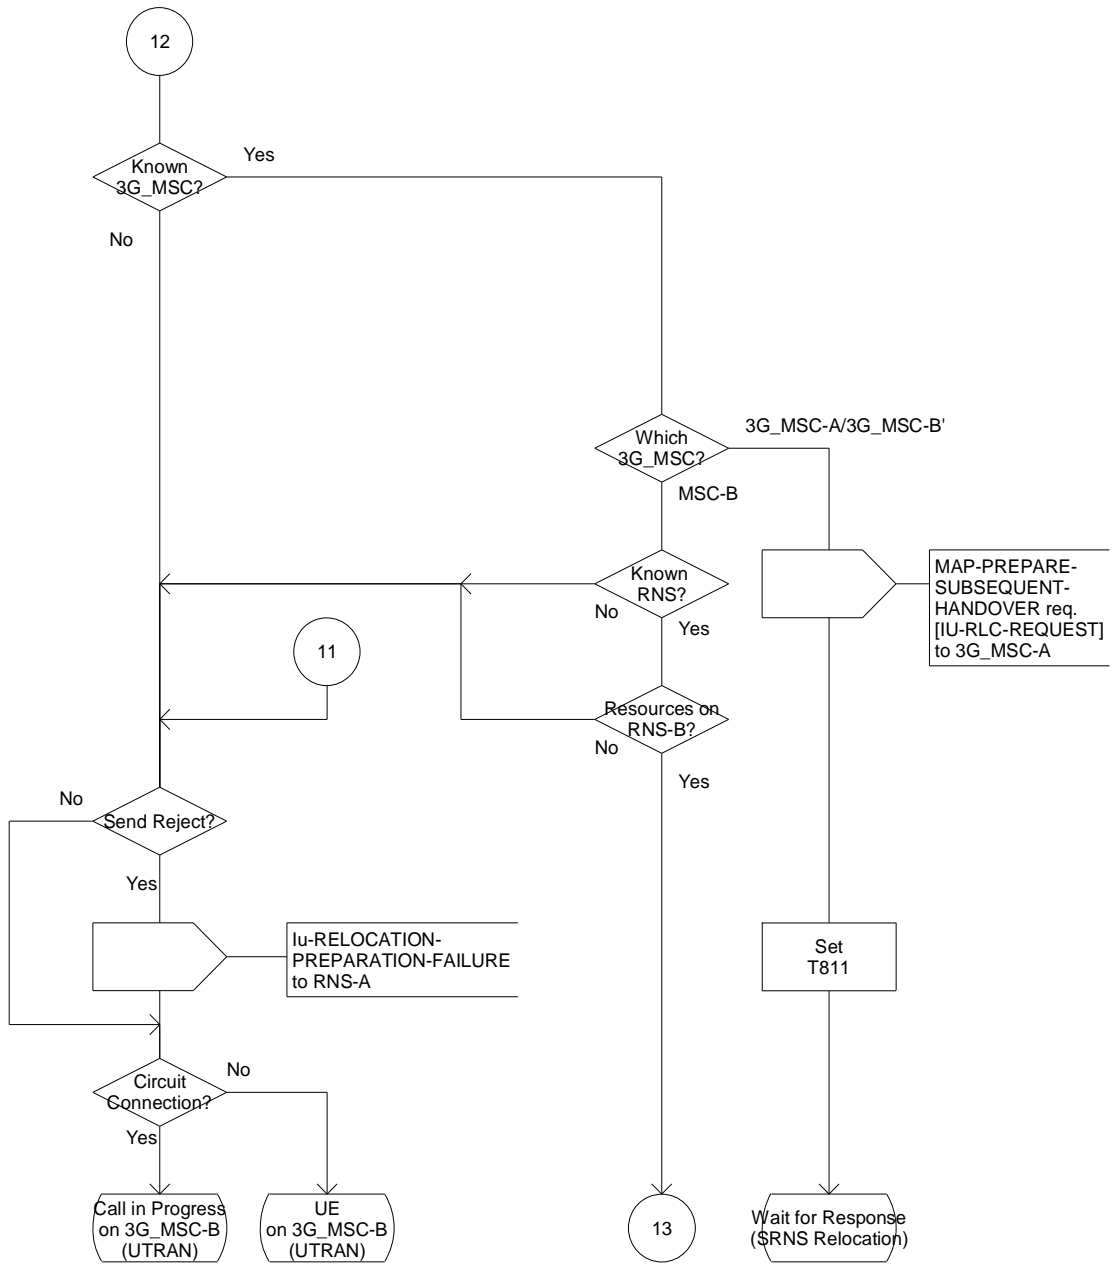 12
Known
3G_MSC?
Yes
No
Which
3G_MSC?
3G_MSC-A/3G_MSC-B'
MSC-B
Known
RNS?
No
Yes
MAP-PREPARE-
SUBSEQUENT-
HANDOVER req.
[IU-RLC-REQUEST]
to 3G_MSC-A
11
Resources on
RNS-B?
No
Yes
No
Send Reject?
Yes
Iu-RELOCATION-
PREPARATION-FAILURE
to RNS-A
Set
T811
Circuit
Connection?
No
Yes
Call in Progress
on 3G_MSC-B
(UTRAN)
UE
on 3G_MSC-B
(UTRAN)
13
Wait for Response
(SRNS Relocation)